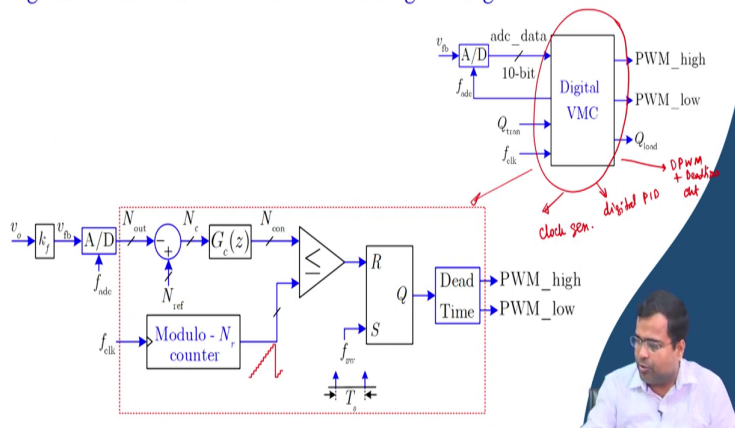 adc_data
v_fb
A/D
10-bit
f_adc
Digital
VMC
PWM_high
PWM_low
Q_tran
Q_load
f_clk
DPWM
+ Deadtime
ckt
digital PID
clock gen.
v_o
k_f
v_fb
A/D
N_out
N_e
G_c(z)
N_con
f_adc
N_ref
≤
R
Q
S
Dead
Time
PWM_high
PWM_low
f_clk
Modulo - N_r
counter
f_sw
T_s